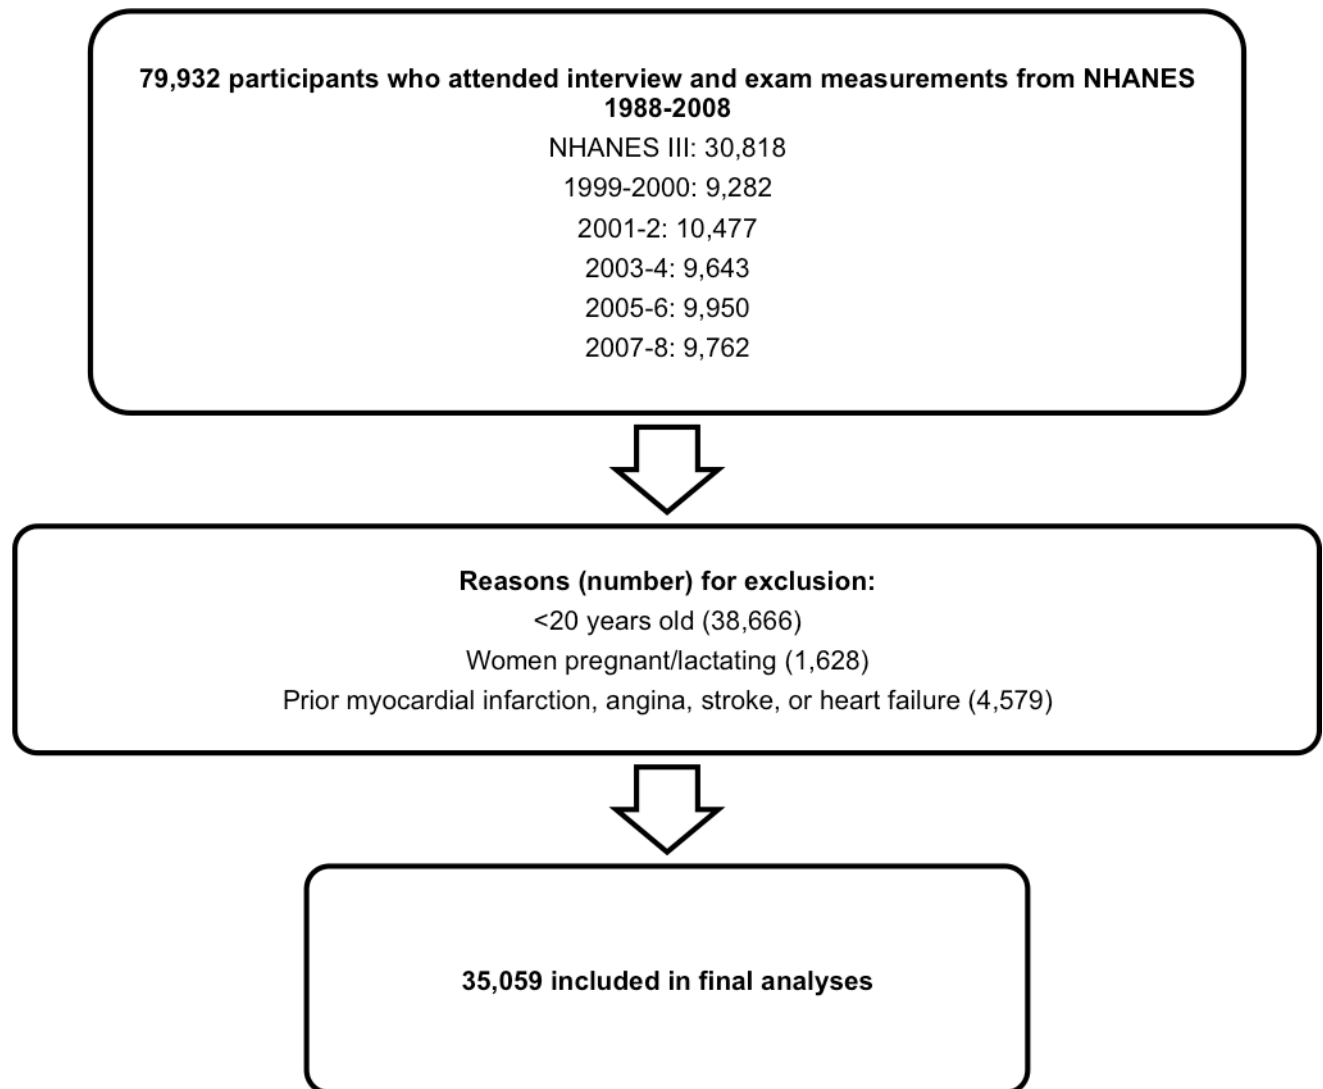 79,932 participants who attended interview and exam measurements from NHANES
1988-2008
NHANES III: 30,818
1999-2000: 9,282
2001-2: 10,477
2003-4: 9,643
2005-6: 9,950
2007-8: 9,762
Reasons (number) for exclusion:
<20 years old (38,666)
Women pregnant/lactating (1,628)
Prior myocardial infarction, angina, stroke, or heart failure (4,579)
35,059 included in final analyses